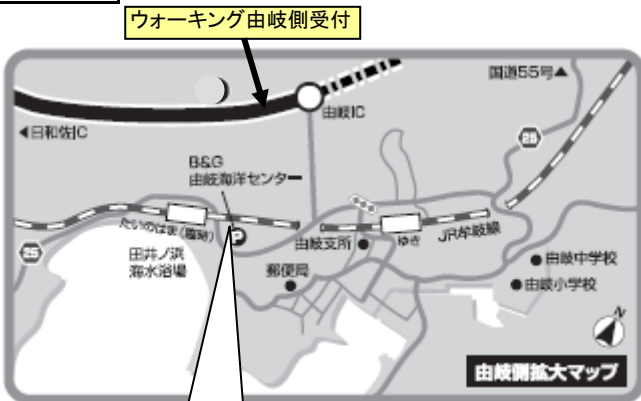 ウォーキング由岐側受付
国道55号▲
由岐IC
◀日和佐IC
25
B&G
由岐海洋センター
たいのはま(臨時)
P
由岐支所
ゆき
JR牟岐線
25
田井ノ浜
海水浴場
郵便局
由岐中学校
由岐小学校
N
由岐側拡大マップ